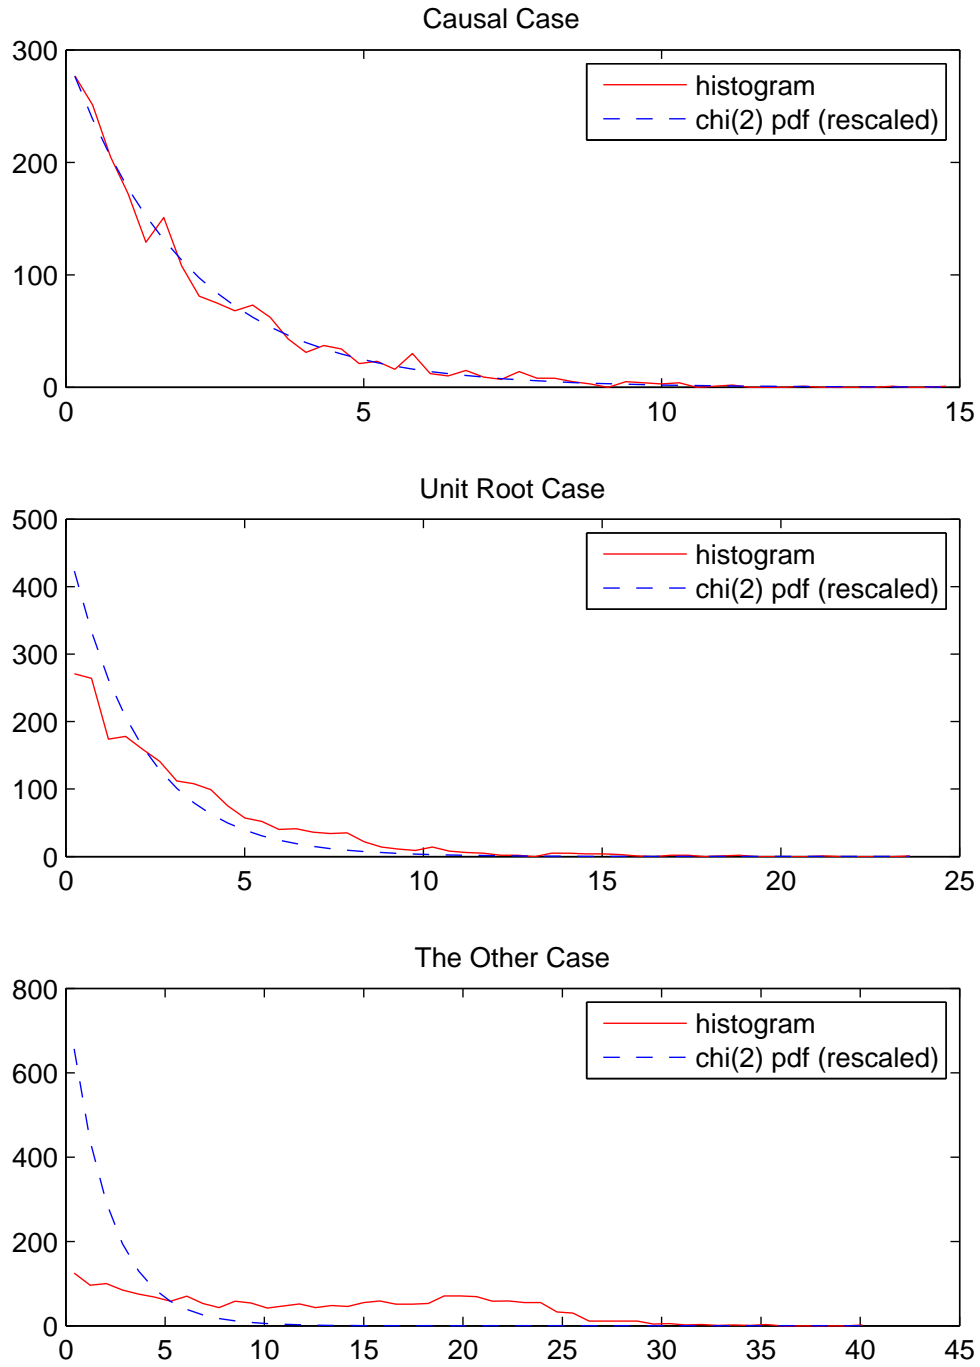 Causal Case
300
200
100
0
0 5 10 15
histogram
chi(2) pdf (rescaled)
Unit Root Case
500
400
300
200
100
0
0 5 10 15 20 25
histogram
chi(2) pdf (rescaled)
The Other Case
800
600
400
200
0
0 5 10 15 20 25 30 35 40 45
histogram
chi(2) pdf (rescaled)